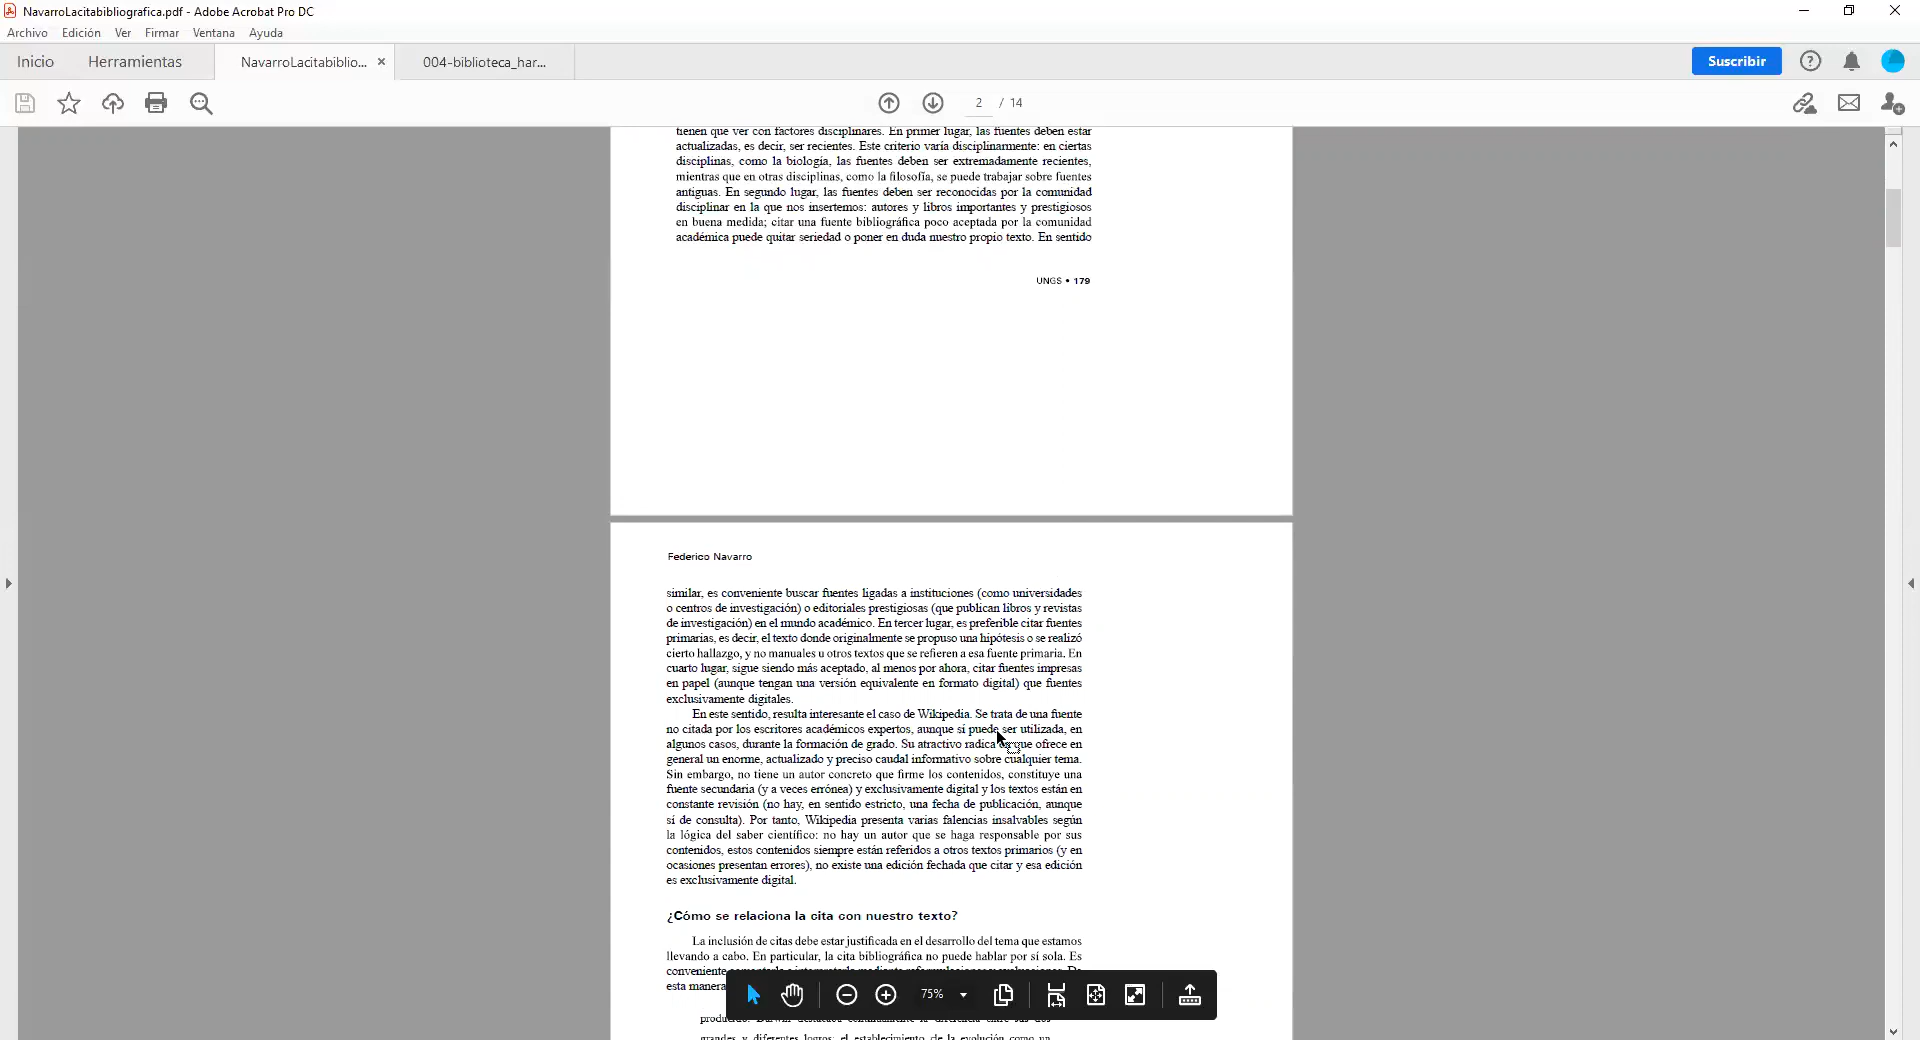 NavarroLacitabibliografica.pdf - Adobe Acrobat Pro DC
Archivo Edición Ver Firmar Ventana Ayuda
Inicio Herramientas NavarroLacitabiblio... × 004-biblioteca_har... Suscribir
2 / 14
tienen que ver con factores disciplinares. En primer lugar, las fuentes deben estar
actualizadas, es decir, ser recientes. Este criterio varía disciplinarmente: en ciertas
disciplinas, como la biología, las fuentes deben ser extremadamente recientes,
mientras que en otras disciplinas, como la filosofía, se puede trabajar sobre fuentes
antiguas. En segundo lugar, las fuentes deben ser reconocidas por la comunidad
disciplinar en la que nos insertemos: autores y libros importantes y prestigiosos
en buena medida; citar una fuente bibliográfica poco aceptada por la comunidad
académica puede quitar seriedad o poner en duda nuestro propio texto. En sentido
UNGS • 179
Federico Navarro
similar, es conveniente buscar fuentes ligadas a instituciones (como universidades
o centros de investigación) o editoriales prestigiosas (que publican libros y revistas
de investigación) en el mundo académico. En tercer lugar, es preferible citar fuentes
primarias, es decir, el texto donde originalmente se propuso una hipótesis o se realizó
cierto hallazgo, y no manuales u otros textos que se refieren a esa fuente primaria. En
cuarto lugar, sigue siendo más aceptado, al menos por ahora, citar fuentes impresas
en papel (aunque tengan una versión equivalente en formato digital) que fuentes
exclusivamente digitales.
En este sentido, resulta interesante el caso de Wikipedia. Se trata de una fuente
no citada por los escritores académicos expertos, aunque sí puede ser utilizada, en
algunos casos, durante la formación de grado. Su atractivo radica en que ofrece en
general un enorme, actualizado y preciso caudal informativo sobre cualquier tema.
Sin embargo, no tiene un autor concreto que firme los contenidos, constituye una
fuente secundaria (y a veces errónea) y exclusivamente digital y los textos están en
constante revisión (no hay, en sentido estricto, una fecha de publicación, aunque
sí de consulta). Por tanto, Wikipedia presenta varias falencias insalvables según
la lógica del saber científico: no hay un autor que se haga responsable por sus
contenidos, estos contenidos siempre están referidos a otros textos primarios (y en
ocasiones presentan errores), no existe una edición fechada que citar y esa edición
es exclusivamente digital.
¿Cómo se relaciona la cita con nuestro texto?
La inclusión de citas debe estar justificada en el desarrollo del tema que estamos
llevando a cabo. En particular, la cita bibliográfica no puede hablar por sí sola. Es
conveniente
esta manera
75%
grandes y diferentes logros: el establecimiento de la evolución como un